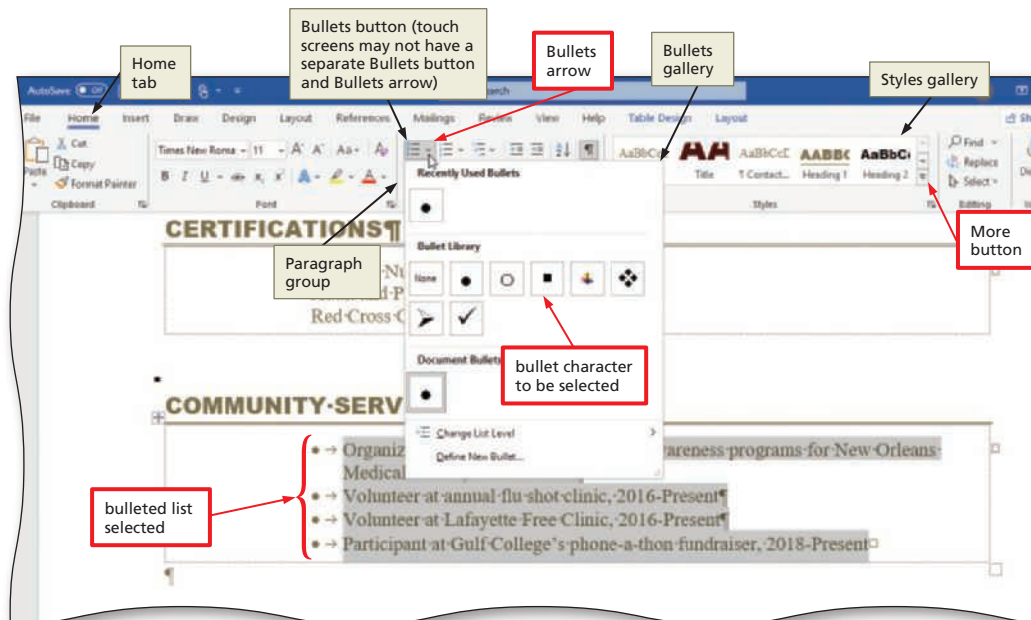 Bullets button (touch
screens may not have a
separate Bullets button
and Bullets arrow)
Home
tab
Bullets
arrow
Bullets
gallery
Styles gallery
AutoSave Off
File Home Insert Draw Design Layout References Mailings Review View Help Table Design Layout
Cut
Copy
Format Painter
Paste
Clipboard
Times New Roma 11 A A Aa A
B I U ab x x A A
Font
Title
AaBbCcD
¶ Contact...
AABBC
Heading 1
AaBbC
Heading 2
Styles
Find
Replace
Select
Editing
More
button
Recently Used Bullets
Bullet Library
None
Document Bullets
Change List Level
Define New Bullet...
bullet character
to be selected
Paragraph
group
CERTIFICATIONS¶
Red·Cross·C
COMMUNITY·SERV
Organiz areness·programs·for·New·Orleans·
Medical
Volunteer·at·annual·flu·shot·clinic,·2016-Present¶
Volunteer·at·Lafayette·Free·Clinic,·2016-Present¶
Participant·at·Gulf·College's·phone-a-thon·fundraiser,·2018-Present¤
¶
bulleted list
selected